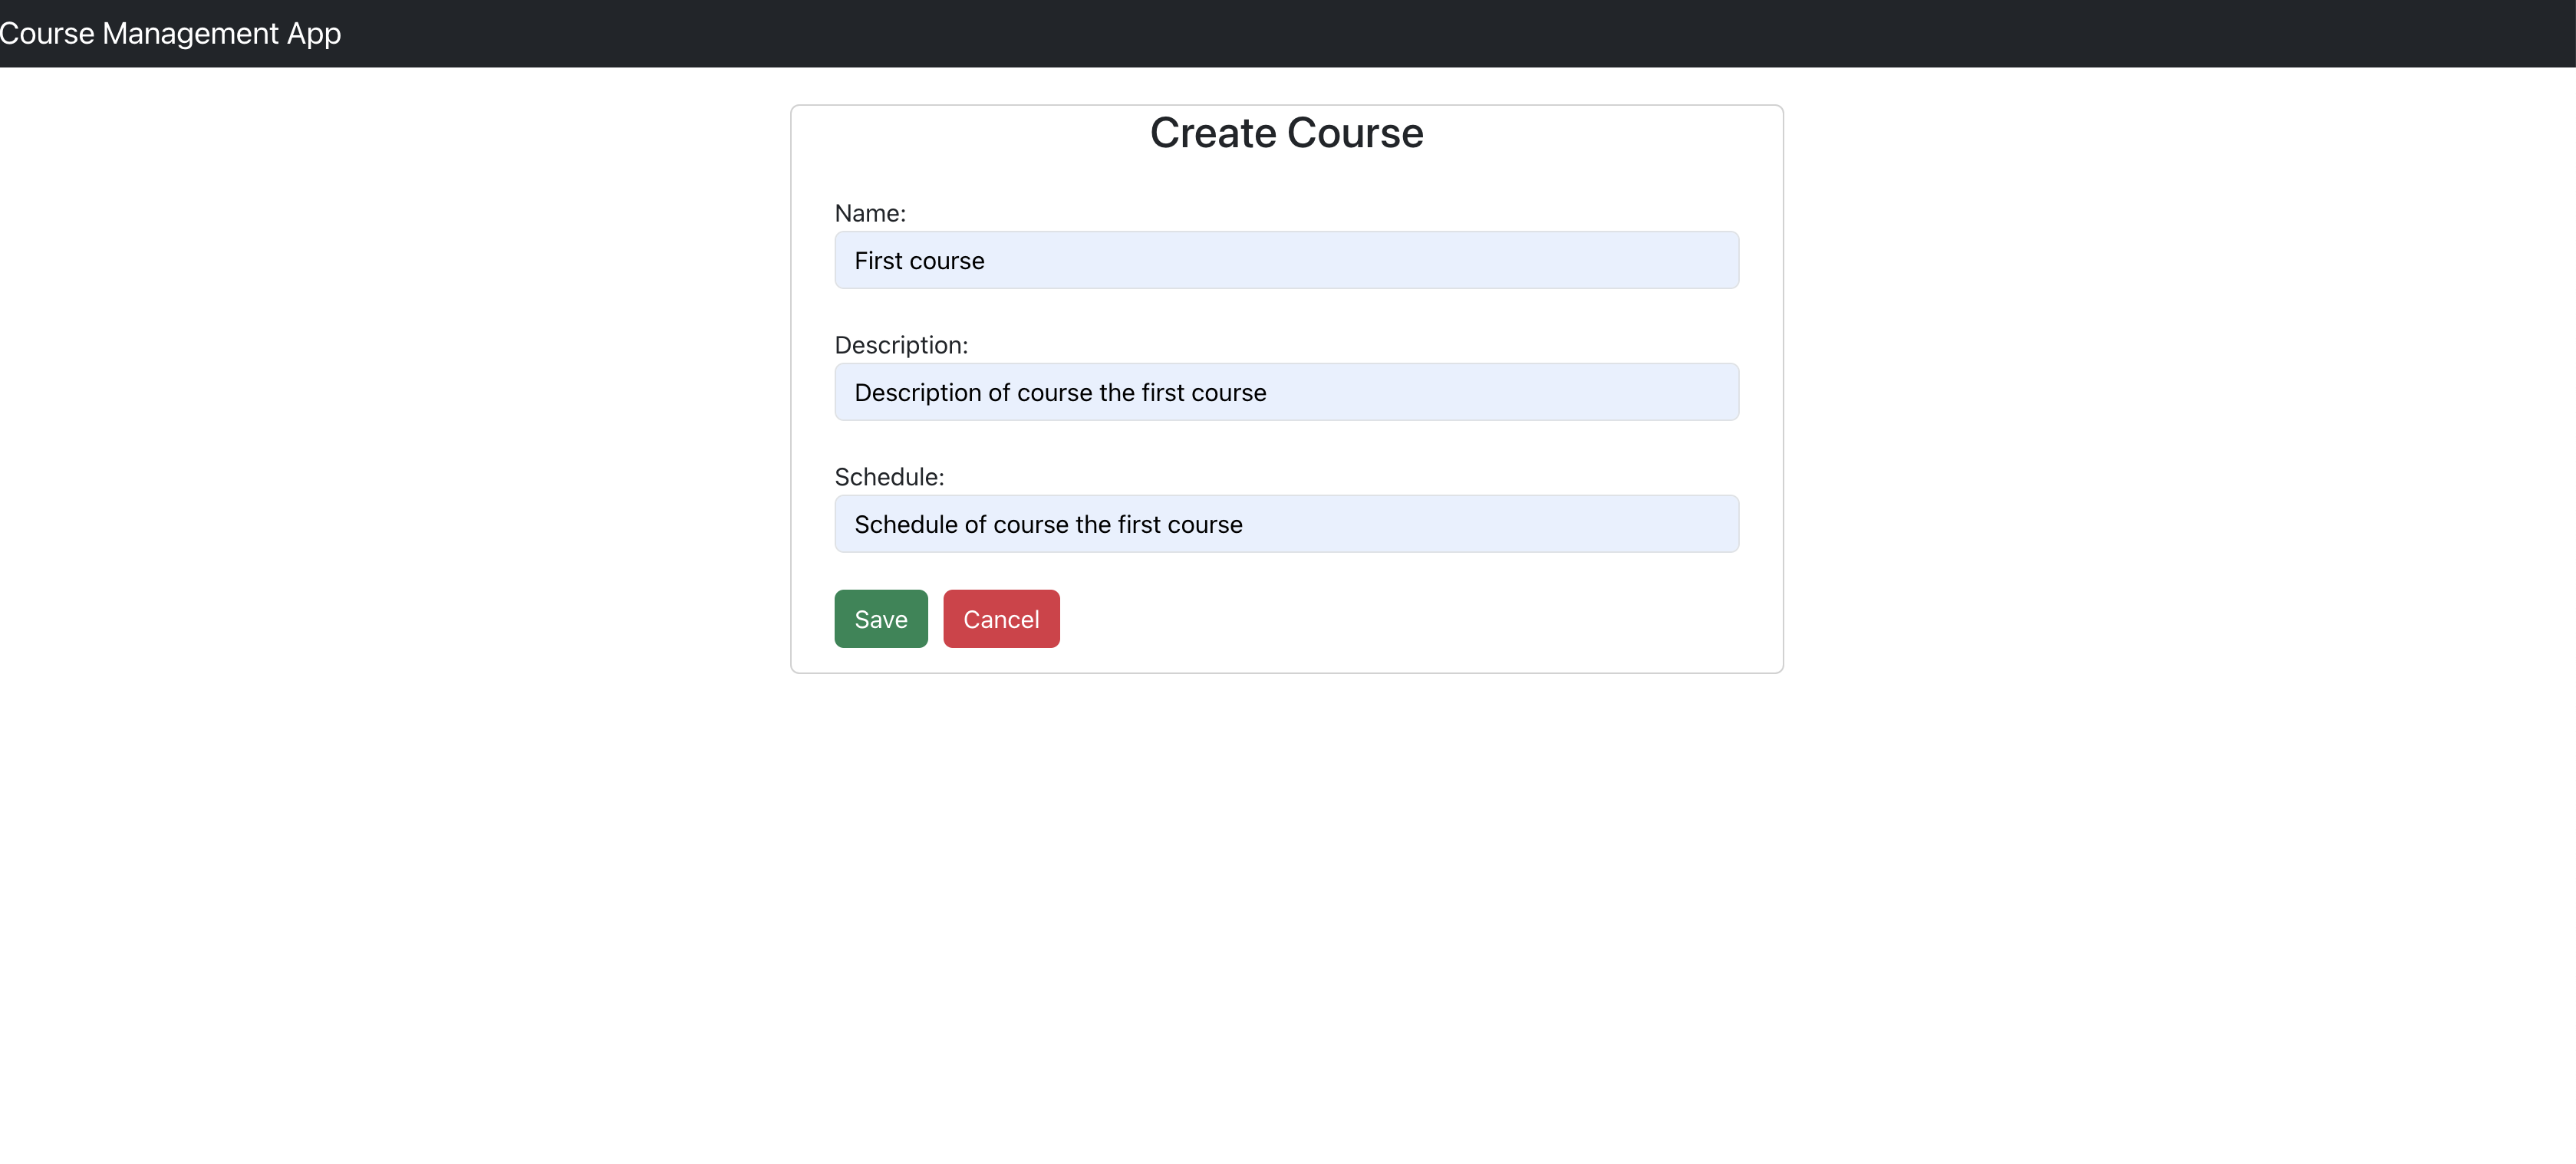 Course Management App
Create Course
Name:
First course
Description:
Description of course the first course
Schedule:
Schedule of course the first course
Save Cancel